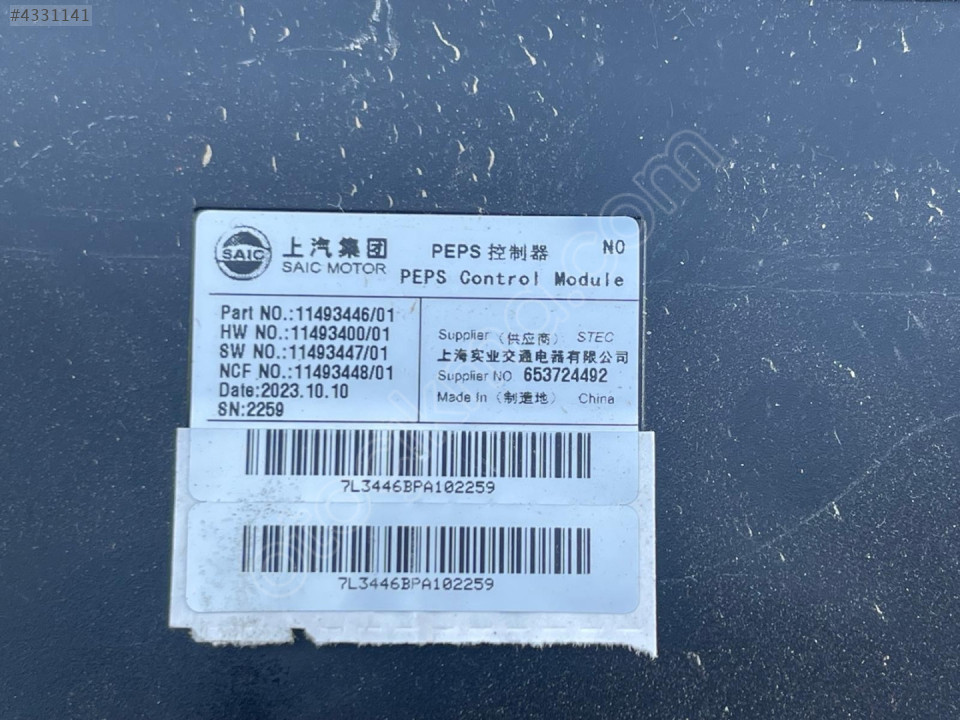 #4331141
SAIC 上汽集团
SAIC MOTOR
PEPS 控制器 NO
PEPS Control Module
Part NO.:11493446/01
HW NO.:11493400/01
SW NO.:11493447/01
NCF NO.:11493448/01
Date:2023.10.10
SN:2259
Supplier (供应商) STEC
上海实业交通电器有限公司
Supplier NO 653724492
Made In (制造地) China
7L3446BPA102259
7L3446BPA102259